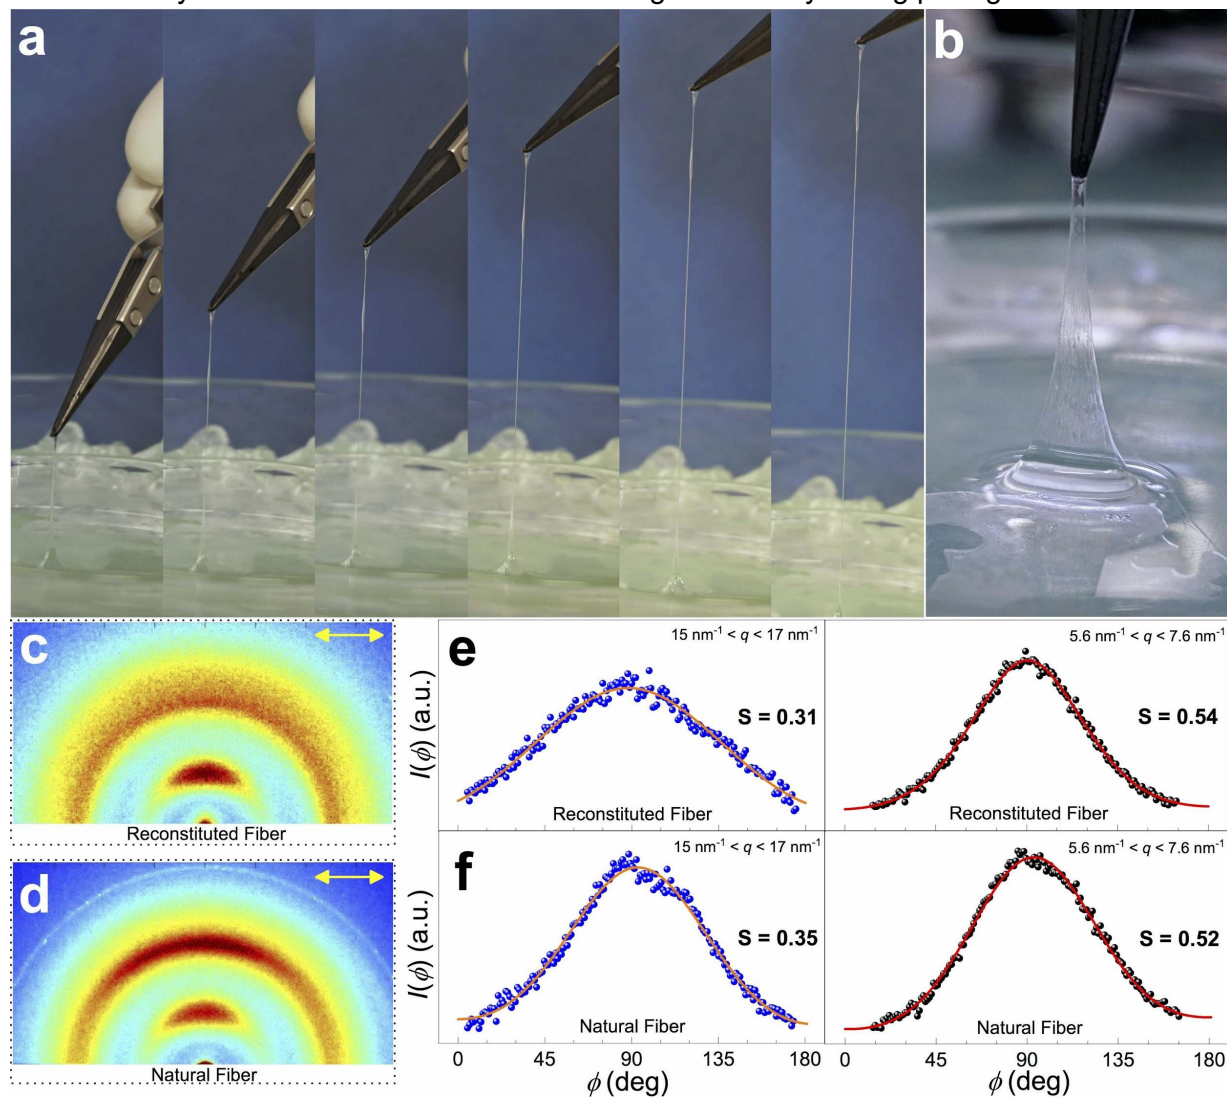 a
b
c
Reconstituted Fiber
d
Natural Fiber
e
I(ϕ) (a.u.)
15 nm⁻¹ < q < 17 nm⁻¹
S = 0.31
Reconstituted Fiber
5.6 nm⁻¹ < q < 7.6 nm⁻¹
S = 0.54
Reconstituted Fiber
f
I(ϕ) (a.u.)
15 nm⁻¹ < q < 17 nm⁻¹
S = 0.35
Natural Fiber
5.6 nm⁻¹ < q < 7.6 nm⁻¹
S = 0.52
Natural Fiber
0 45 90 135 180
ϕ (deg)
0 45 90 135 180
ϕ (deg)